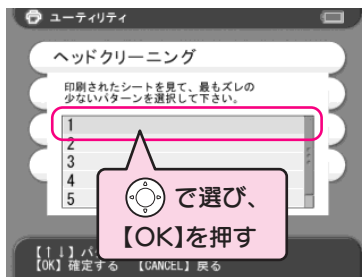 ユーティリティ
ヘッドクリーニング
印刷されたシートを見て、最もズレの
少ないパターンを選択して下さい。
1
2
3
4
5
で選び、
【OK】を押す
【↑↓】パ
【OK】確定する 【CANCEL】戻る